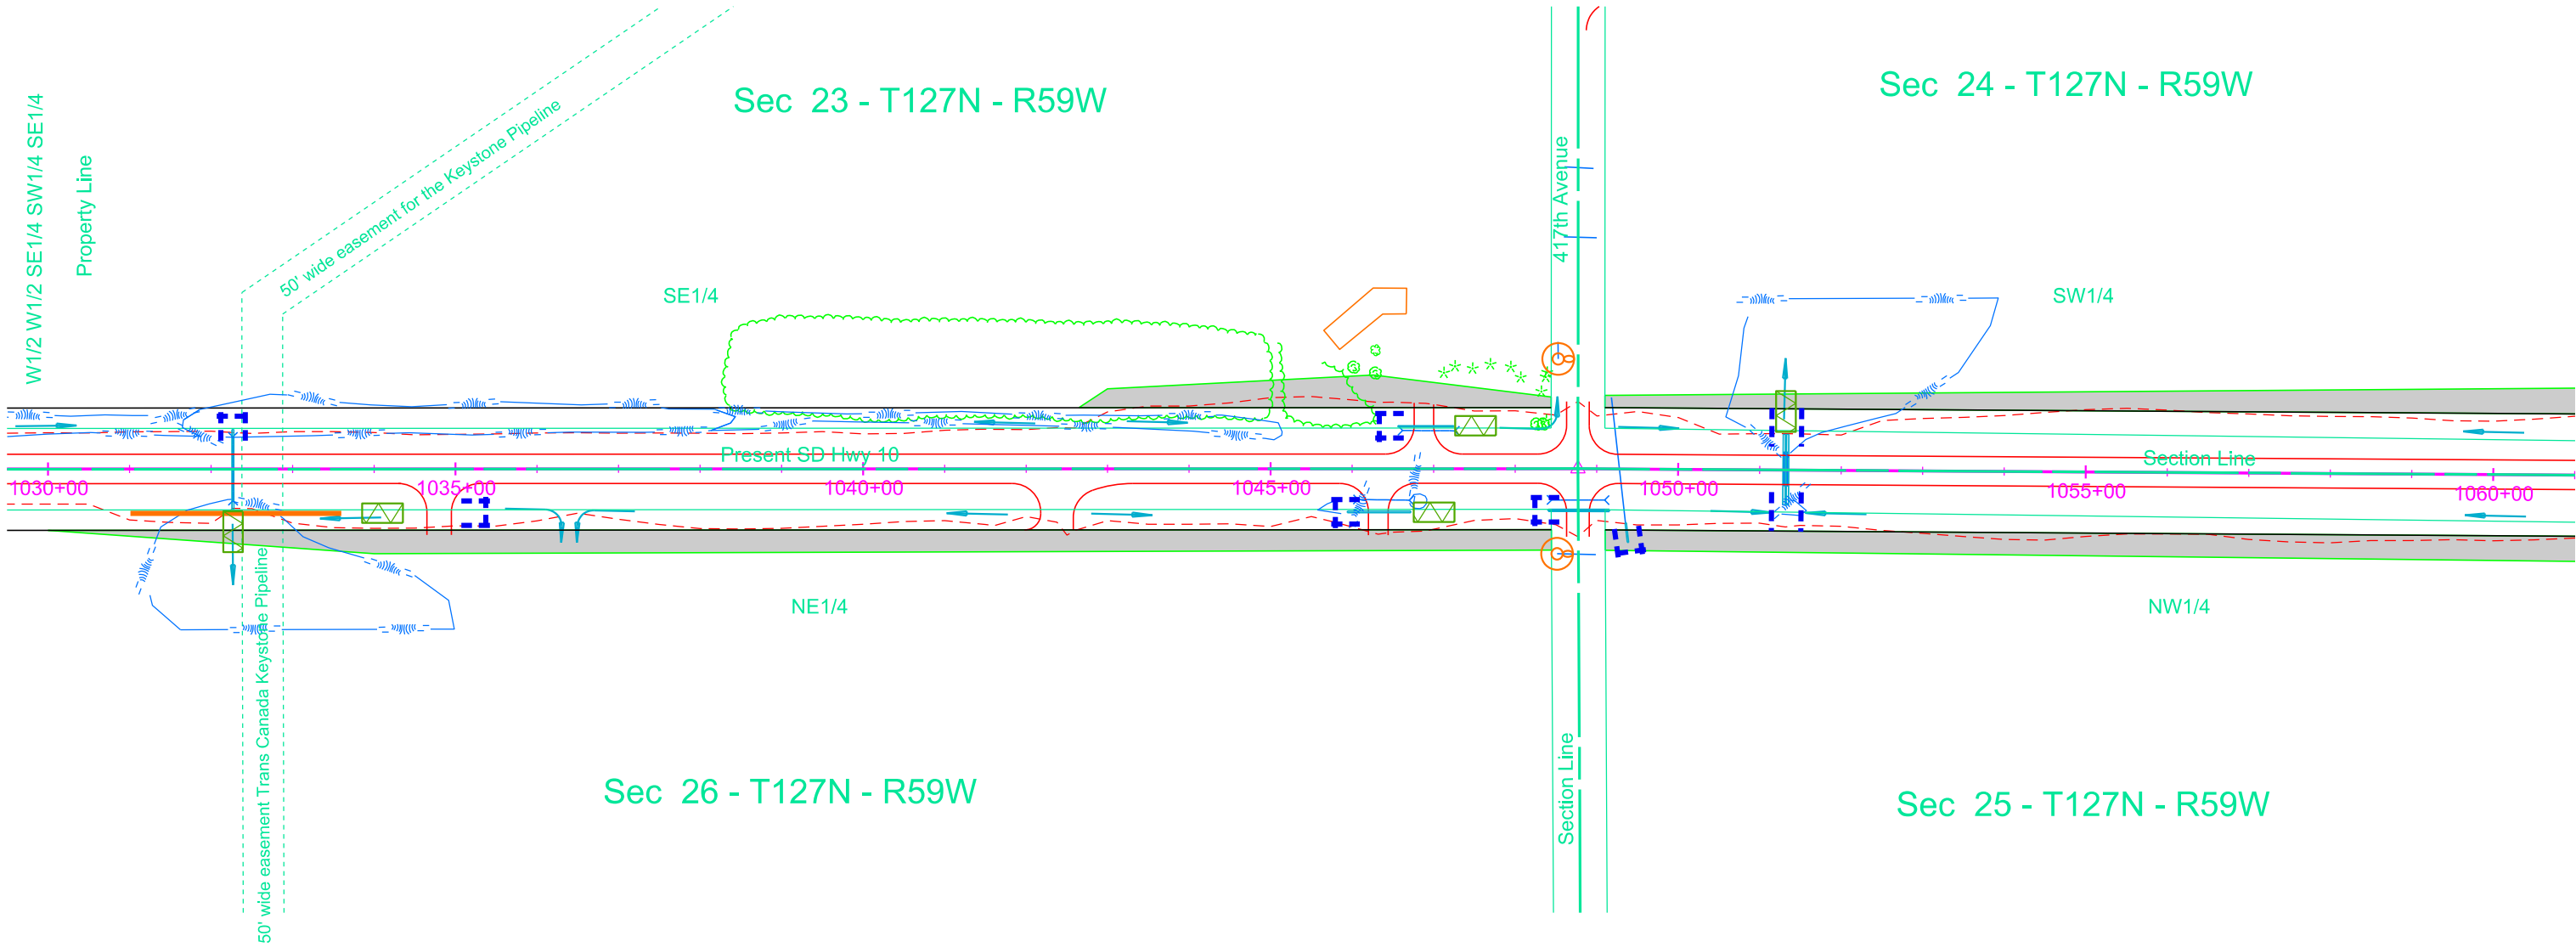 W1/2 W1/2 SE1/4 SW1/4 SE1/4
Property Line
50' wide easement for the Keystone Pipeline
Sec 23 - T127N - R59W
417th Avenue
Sec 24 - T127N - R59W
SE1/4
SW1/4
Present SD Hwy 10
Section Line
1030+00
1035+00
1040+00
1045+00
1050+00
1055+00
1060+00
50' wide easement Trans Canada Keystone Pipeline
NE1/4
NW1/4
Sec 26 - T127N - R59W
Section Line
Sec 25 - T127N - R59W